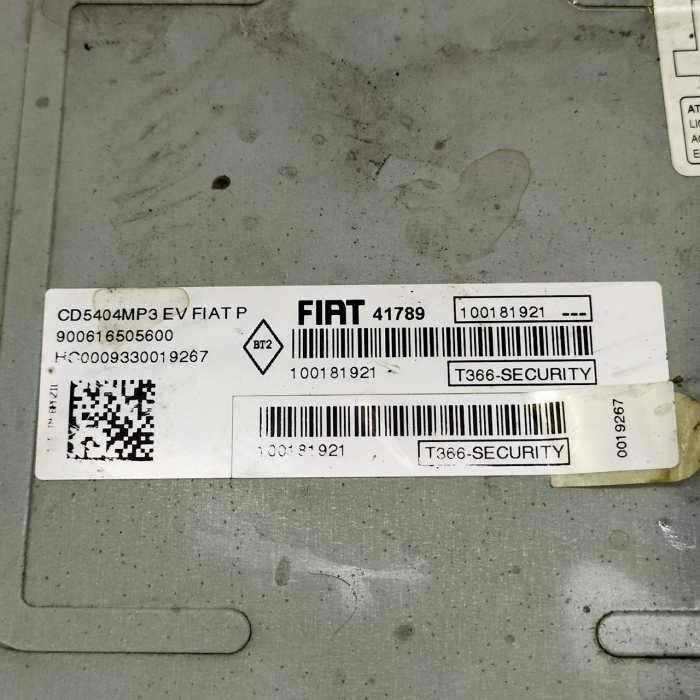 CD5404MP3 EV FIAT P
900616505600
HC0009330019267
BT2
FIAT 41789
100181921 ---
100181921
T366-SECURITY
100181921
T366-SECURITY
0019267